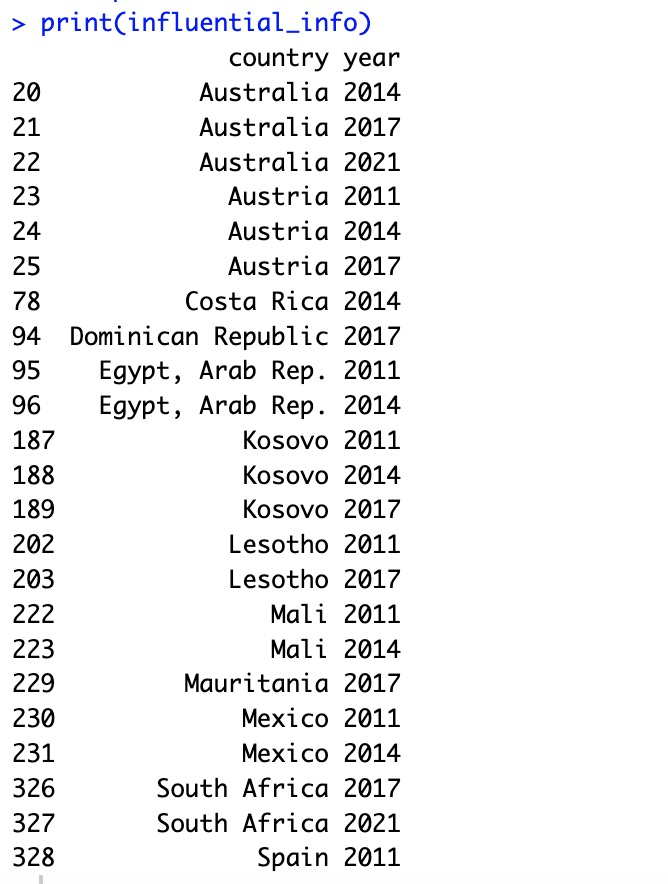 > print(influential_info)
country year
20 Australia 2014
21 Australia 2017
22 Australia 2021
23 Austria 2011
24 Austria 2014
25 Austria 2017
78 Costa Rica 2014
94 Dominican Republic 2017
95 Egypt, Arab Rep. 2011
96 Egypt, Arab Rep. 2014
187 Kosovo 2011
188 Kosovo 2014
189 Kosovo 2017
202 Lesotho 2011
203 Lesotho 2017
222 Mali 2011
223 Mali 2014
229 Mauritania 2017
230 Mexico 2011
231 Mexico 2014
326 South Africa 2017
327 South Africa 2021
328 Spain 2011